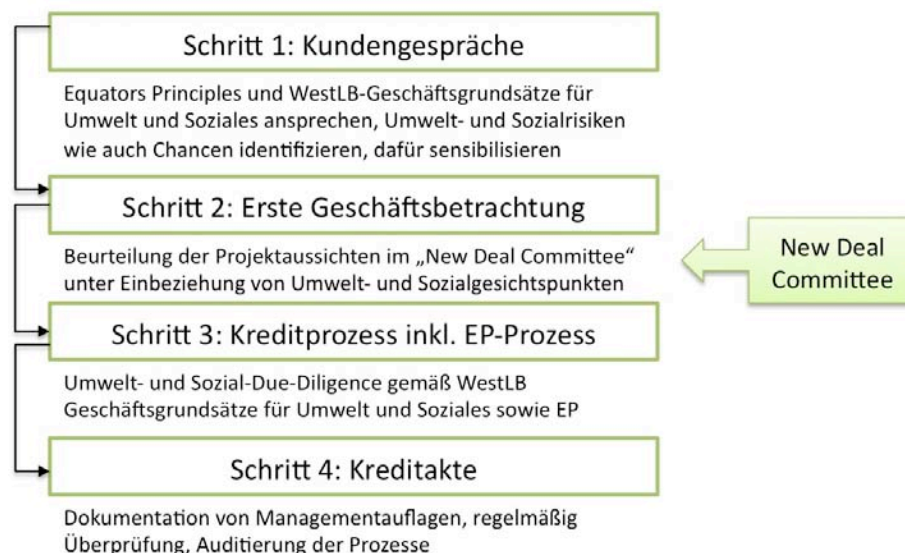 Schritt 1: Kundengespräche
Equators Principles und WestLB-Geschäftsgrundsätze für
Umwelt und Soziales ansprechen, Umwelt- und Sozialrisiken
wie auch Chancen identifizieren, dafür sensibilisieren
Schritt 2: Erste Geschäftsbetrachtung
Beurteilung der Projektaussichten im „New Deal Committee“
unter Einbeziehung von Umwelt- und Sozialgesichtspunkten
New Deal
Committee
Schritt 3: Kreditprozess inkl. EP-Prozess
Umwelt- und Sozial-Due-Diligence gemäß WestLB
Geschäftsgrundsätze für Umwelt und Soziales sowie EP
Schritt 4: Kreditakte
Dokumentation von Managementauflagen, regelmäßig
Überprüfung, Auditierung der Prozesse